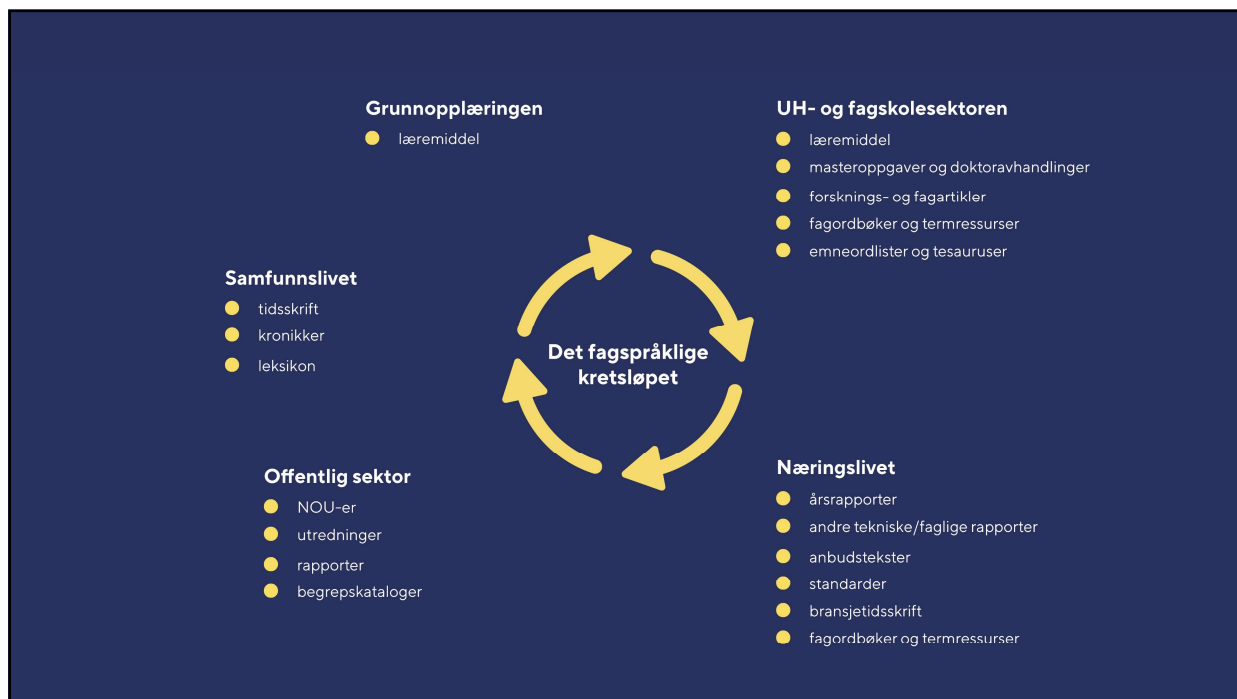 Grunnopplæringen
læremiddel
UH- og fagskolesektoren
læremiddel
masteroppgaver og doktoravhandlinger
forsknings- og fagartikler
fagordbøker og termressurser
emneordlister og tesauruser
Samfunnslivet
tidsskrift
kronikker
leksikon
Det fagspråklige
kretsløpet
Offentlig sektor
NOU-er
utredninger
rapporter
begrepskataloger
Næringslivet
årsrapporter
andre tekniske/faglige rapporter
anbudstekster
standarder
bransjetidsskrift
fagordbøker og termressurser